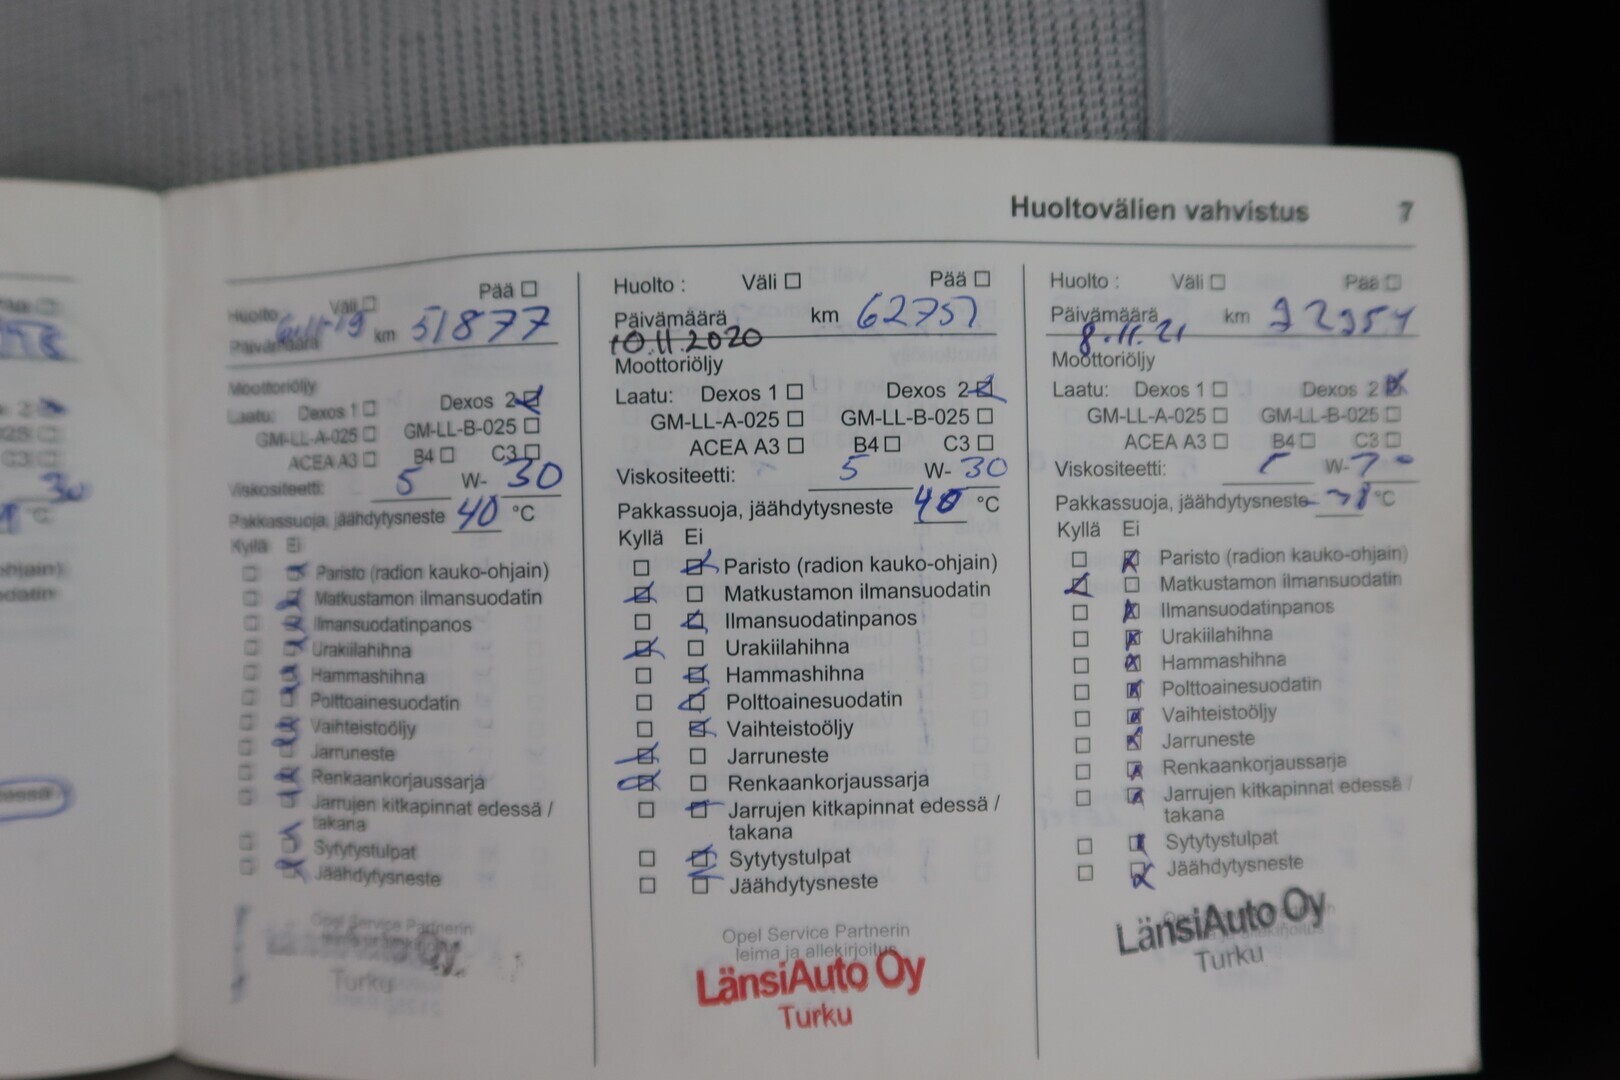 Huoltovälien vahvistus 7
Huolto Väli Pää
Päivämäärä km 51877
Moottoriöljy
Laatu: Dexos 1 Dexos 2
GM-LL-A-025 GM-LL-B-025
ACEA A3 B4 C3
Viskositeetti: 5 W- 30
Pakkassuoja, jäähdytysneste 40 °C
Kyllä Ei
Paristo (radion kauko-ohjain)
Matkustamon ilmansuodatin
Ilmansuodatinpanos
Urakiilahihna
Hammashihna
Polttoainesuodatin
Vaihteistoöljy
Jarruneste
Renkaankorjaussarja
Jarrujen kitkapinnat edessä /
takana
Sytytystulpat
Jäähdytysneste
Opel Service Partnerin
Turku
Huolto : Väli Pää
Päivämäärä km 62757
10.11.2020
Moottoriöljy
Laatu: Dexos 1 Dexos 2
GM-LL-A-025 GM-LL-B-025
ACEA A3 B4 C3
Viskositeetti: 5 W- 30
Pakkassuoja, jäähdytysneste 40 °C
Kyllä Ei
Paristo (radion kauko-ohjain)
Matkustamon ilmansuodatin
Ilmansuodatinpanos
Urakiilahihna
Hammashihna
Polttoainesuodatin
Vaihteistoöljy
Jarruneste
Renkaankorjaussarja
Jarrujen kitkapinnat edessä /
takana
Sytytystulpat
Jäähdytysneste
Opel Service Partnerin
leima ja allekirjoitus
LänsiAuto Oy
Turku
Huolto : Väli Pää
Päivämäärä km
8.11.21
Moottoriöljy
Laatu: Dexos 1 Dexos 2
GM-LL-A-025 GM-LL-B-025
ACEA A3 B4 C3
Viskositeetti: W-
Pakkassuoja, jäähdytysneste °C
Kyllä Ei
Paristo (radion kauko-ohjain)
Matkustamon ilmansuodatin
Ilmansuodatinpanos
Urakiilahihna
Hammashihna
Polttoainesuodatin
Vaihteistoöljy
Jarruneste
Renkaankorjaussarja
Jarrujen kitkapinnat edessä /
takana
Sytytystulpat
Jäähdytysneste
LänsiAuto Oy
Turku